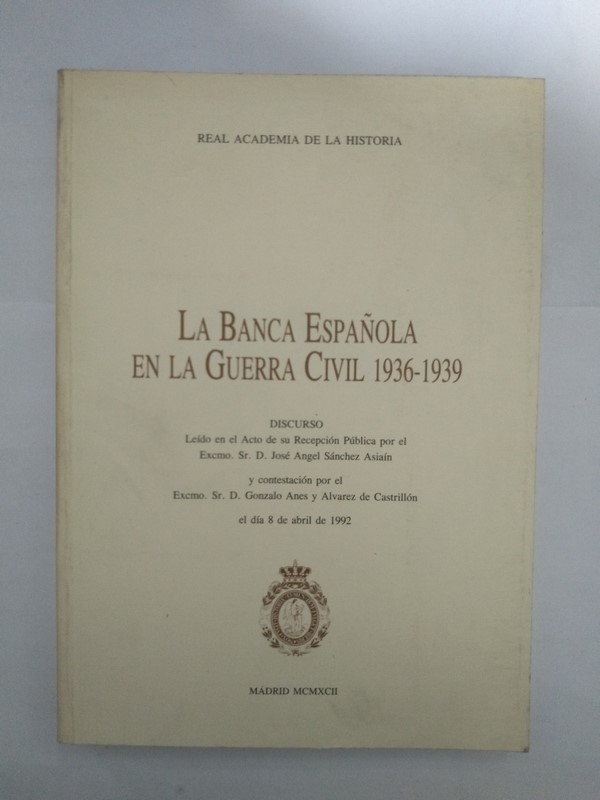 REAL ACADEMIA DE LA HISTORIA
LA BANCA ESPAÑOLA
EN LA GUERRA CIVIL 1936-1939
DISCURSO
Leído en el Acto de su Recepción Pública por el
Excmo. Sr. D. José Angel Sánchez Asiaín
y contestación por el
Excmo. Sr. D. Gonzalo Anes y Alvarez de Castrillón
el día 8 de abril de 1992
MADRID MCMXCII